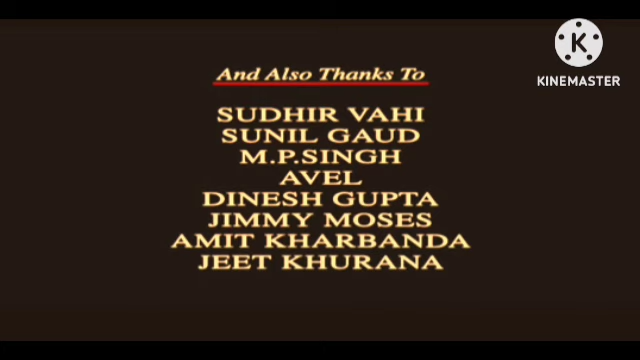 And Also Thanks To
SUDHIR VAHI
SUNIL GAUD
M.P.SINGH
AVEL
DINESH GUPTA
JIMMY MOSES
AMIT KHARBANDA
JEET KHURANA
K
KINEMASTER